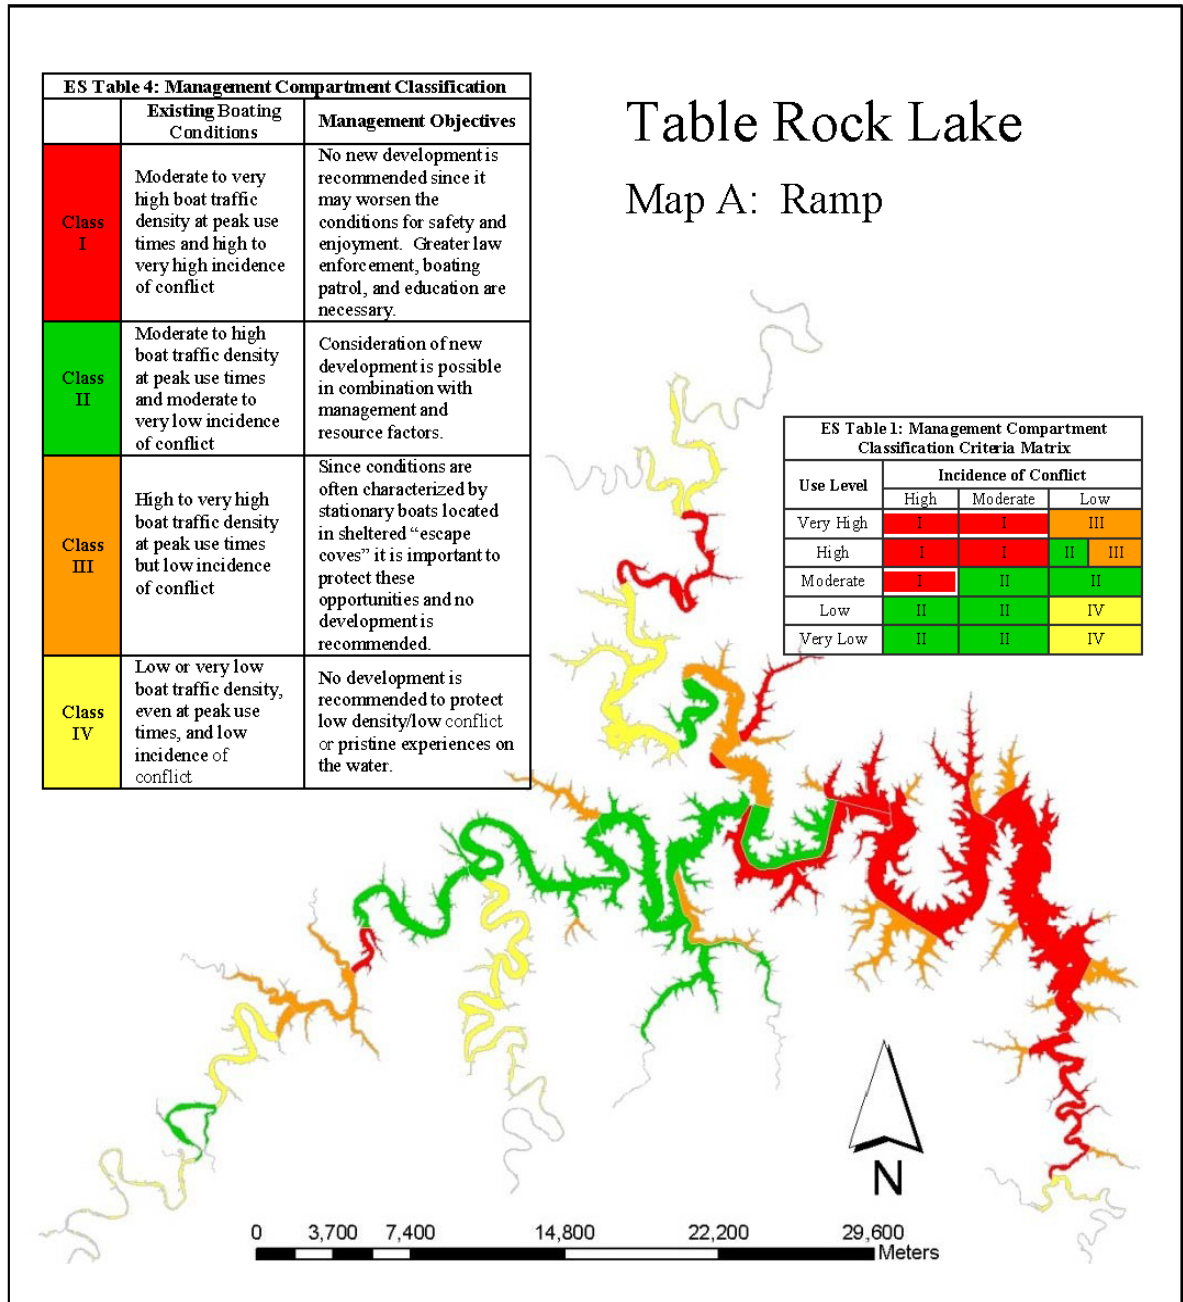 Table Rock Lake
Map A: Ramp
ES Table 4: Management Compartment Classification
Existing Boating
Conditions
Management Objectives
Class
I
Moderate to very
high boat traffic
density at peak use
times and high to
very high incidence
of conflict
No new development is
recommended since it
may worsen the
conditions for safety and
enjoyment. Greater law
enforcement, boating
patrol, and education are
necessary.
Class
II
Moderate to high
boat traffic density
at peak use times
and moderate to
very low incidence
of conflict
Consideration of new
development is possible
in combination with
management and
resource factors.
Class
III
High to very high
boat traffic density
at peak use times
but low incidence
of conflict
Since conditions are
often characterized by
stationary boats located
in sheltered “escape
coves” it is important to
protect these
opportunities and no
development is
recommended.
Class
IV
Low or very low
boat traffic density,
even at peak use
times, and low
incidence of
conflict
No development is
recommended to protect
low density/low conflict
or pristine experiences on
the water.
ES Table 1: Management Compartment
Classification Criteria Matrix
Use Level
Incidence of Conflict
High Moderate Low
Very High I I III
High I I II III
Moderate I II II
Low II II IV
Very Low II II IV
N
0 3,700 7,400 14,800 22,200 29,600
Meters